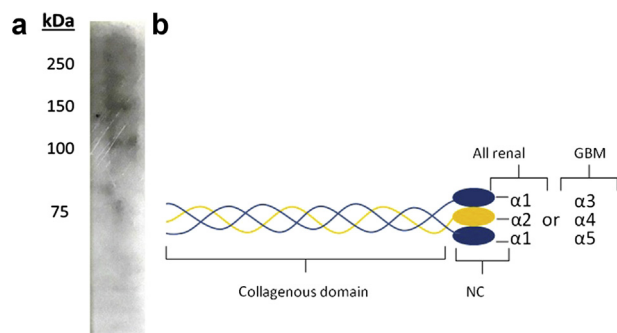 a
kDa
250
150
100
75
b
All renal
GBM
α1
α3
α2 or α4
α1
α5
Collagenous domain
NC